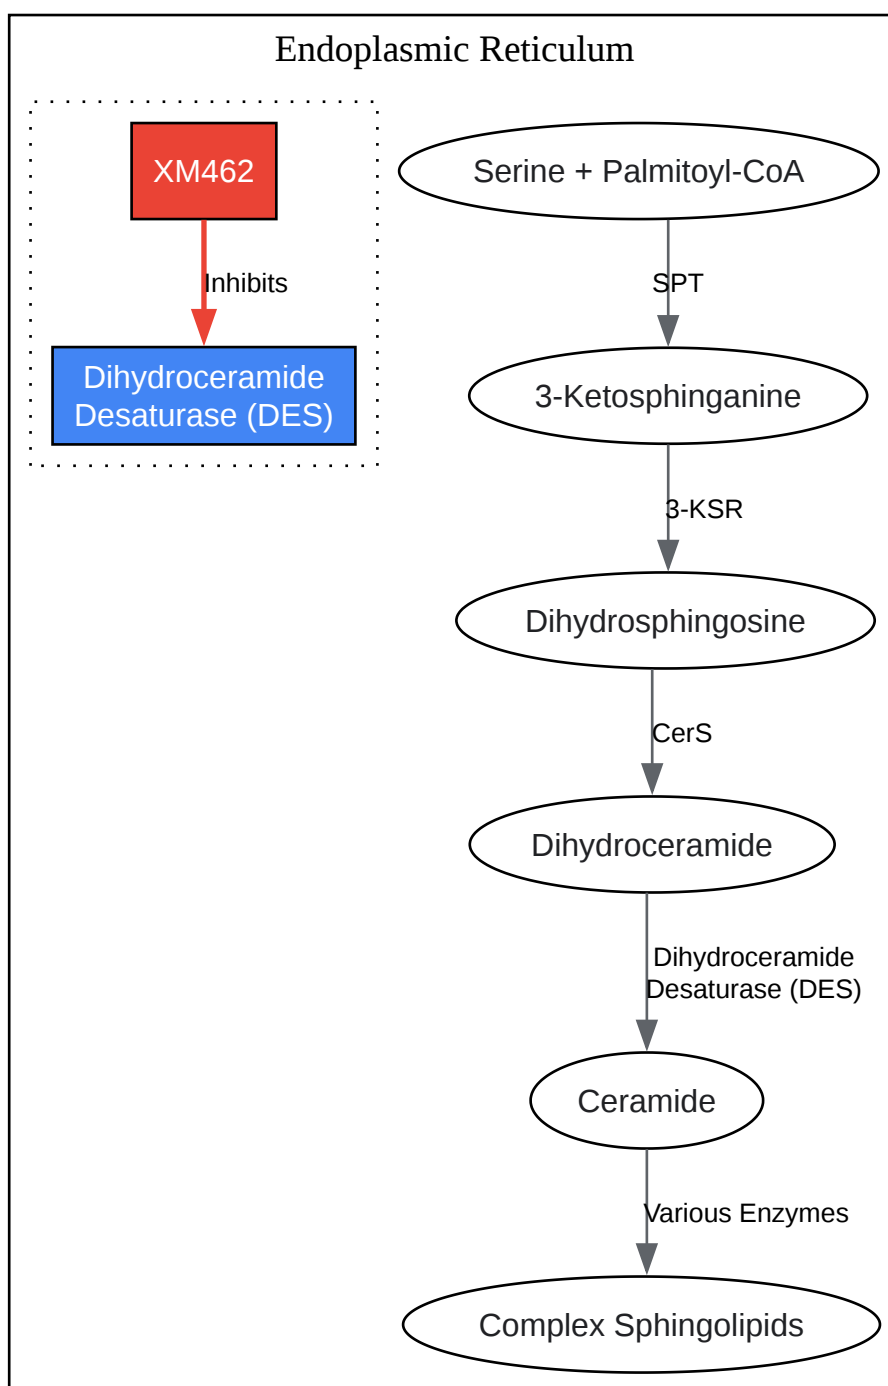 Endoplasmic Reticulum
XM462
Inhibits
Dihydroceramide
Desaturase (DES)
Serine + Palmitoyl-CoA
SPT
3-Ketosphinganine
3-KSR
Dihydrosphingosine
CerS
Dihydroceramide
Dihydroceramide
Desaturase (DES)
Ceramide
Various Enzymes
Complex Sphingolipids